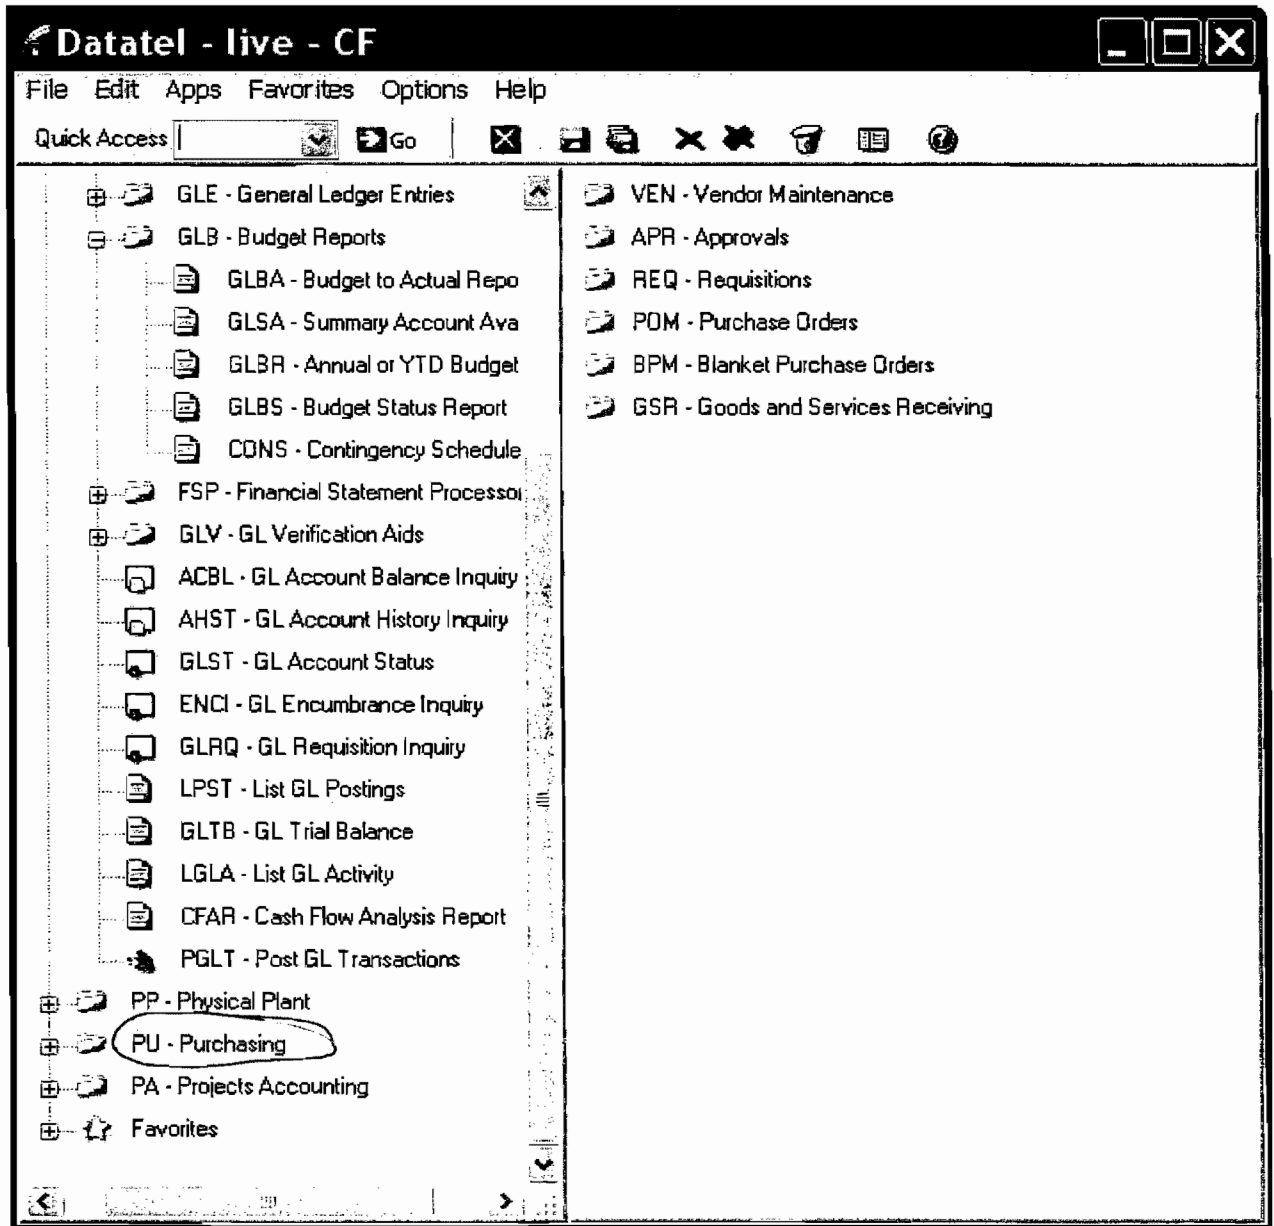 Datatel - live - CF
File Edit Apps Favorites Options Help
Quick Access Go
GLE - General Ledger Entries
GLB - Budget Reports
GLBA - Budget to Actual Repo
GLSA - Summary Account Ava
GLBR - Annual or YTD Budget
GLBS - Budget Status Report
CONS - Contingency Schedule
FSP - Financial Statement Processor
GLV - GL Verification Aids
ACBL - GL Account Balance Inquiry
AHST - GL Account History Inquiry
GLST - GL Account Status
ENCI - GL Encumbrance Inquiry
GLRQ - GL Requisition Inquiry
LPST - List GL Postings
GLTB - GL Trial Balance
LGLA - List GL Activity
CFAR - Cash Flow Analysis Report
PGLT - Post GL Transactions
PP - Physical Plant
PU - Purchasing
PA - Projects Accounting
Favorites
VEN - Vendor Maintenance
APR - Approvals
REQ - Requisitions
POM - Purchase Orders
BPM - Blanket Purchase Orders
GSR - Goods and Services Receiving